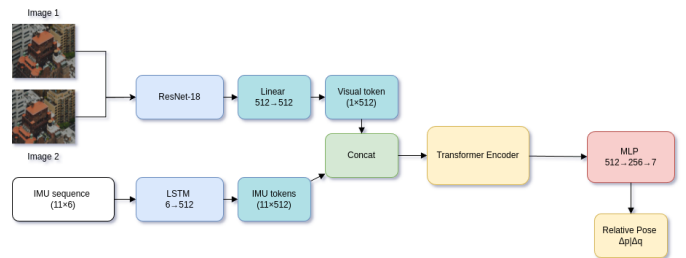 Image 1
Image 2
ResNet-18
Linear
512→512
Visual token
(1×512)
Concat
IMU sequence
(11×6)
LSTM
6→512
IMU tokens
(11×512)
Transformer Encoder
MLP
512→256→7
Relative Pose
Δp|Δq